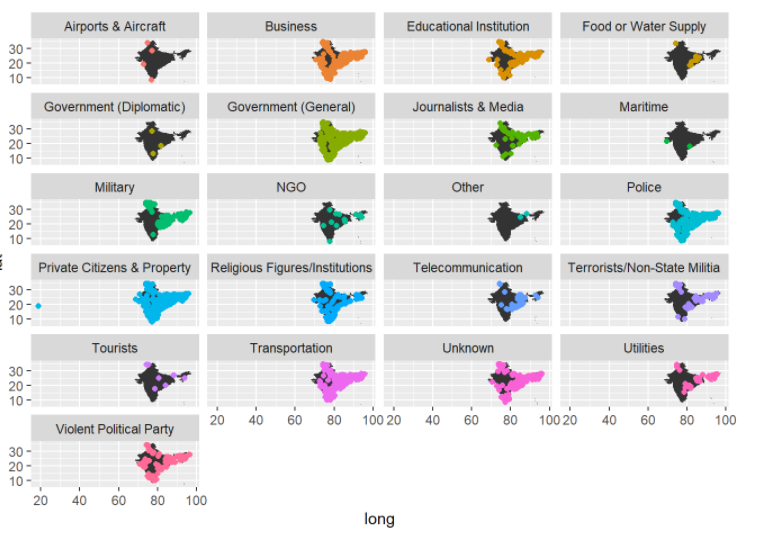 Airports & Aircraft Business Educational Institution Food or Water Supply
30
20
10
Government (Diplomatic) Government (General) Journalists & Media Maritime
30
20
10
Military NGO Other Police
30
20
10
Private Citizens & Property Religious Figures/Institutions Telecommunication Terrorists/Non-State Militia
30
20
10
Tourists Transportation Unknown Utilities
30
20
10
20 40 60 80 100 20 40 60 80 100 20 40 60 80 100
Violent Political Party
30
20
10
20 40 60 80 100
long